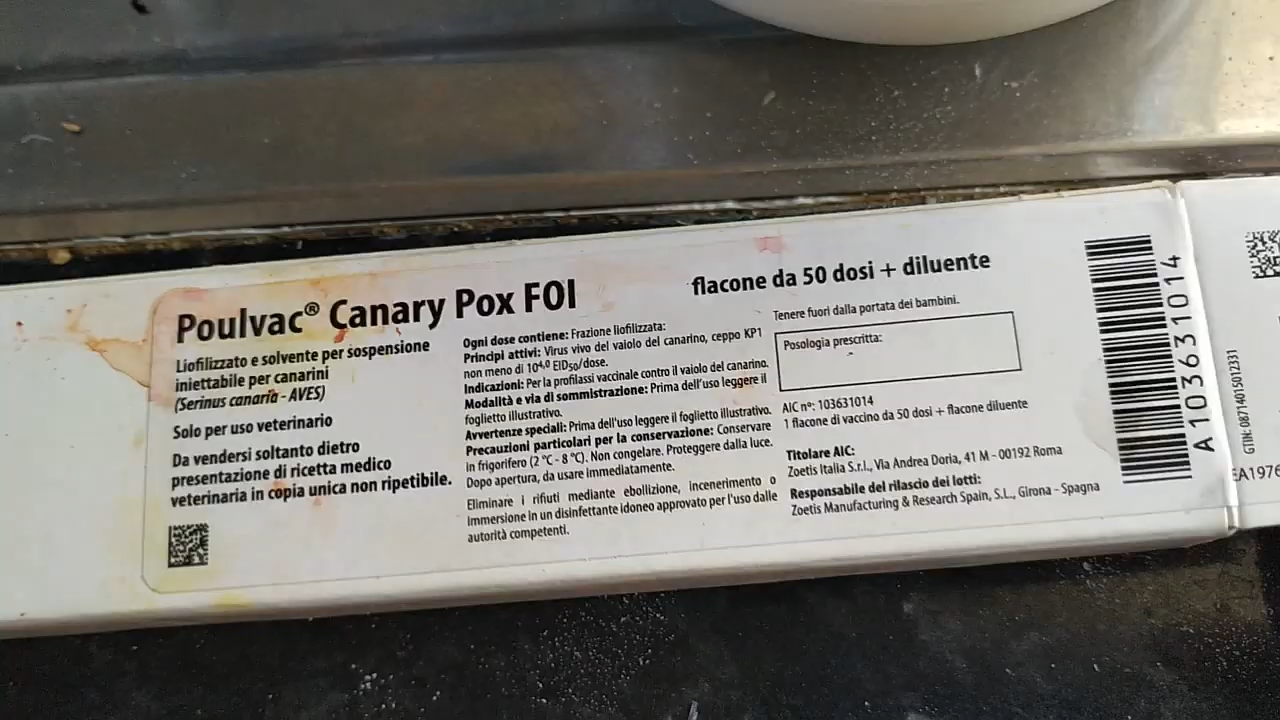 Poulvac® Canary Pox FOI
flacone da 50 dosi + diluente
Liofilizzato e solvente per sospensione
iniettabile per canarini
(Serinus canaria - AVES)
Solo per uso veterinario
Da vendersi soltanto dietro
presentazione di ricetta medico
veterinaria in copia unica non ripetibile.
Ogni dose contiene: Frazione liofilizzata:
Principi attivi: Virus vivo del vaiolo del canarino, ceppo KP1
non meno di 10⁴·⁰ EID₅₀/dose.
Indicazioni: Per la profilassi vaccinale contro il vaiolo del canarino.
Modalità e via di sommistrazione: Prima dell'uso leggere il
foglietto illustrativo.
Avvertenze speciali: Prima dell'uso leggere il foglietto illustrativo.
Precauzioni particolari per la conservazione: Conservare
in frigorifero (2 °C - 8 °C). Non congelare. Proteggere dalla luce.
Dopo apertura, da usare immediatamente.
Eliminare i rifiuti mediante ebollizione, incenerimento o
immersione in un disinfettante idoneo approvato per l'uso dalle
autorità competenti.
Tenere fuori dalla portata dei bambini.
Posologia prescritta:
AIC nº: 103631014
1 flacone di vaccino da 50 dosi + flacone diluente
Titolare AIC:
Zoetis Italia S.r.l., Via Andrea Doria, 41 M - 00192 Roma
Responsabile del rilascio dei lotti:
Zoetis Manufacturing & Research Spain, S.L., Girona - Spagna
A103631014
GTIN: 08714015012331